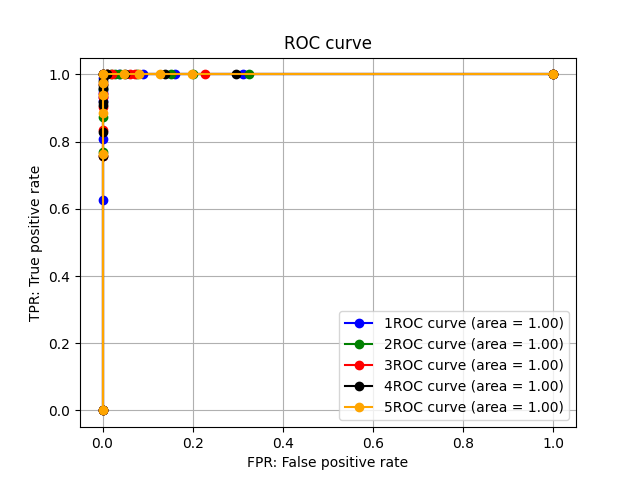 ROC curve
1.0
0.8
0.6
0.4
0.2
0.0
TPR: True positive rate
1ROC curve (area = 1.00)
2ROC curve (area = 1.00)
3ROC curve (area = 1.00)
4ROC curve (area = 1.00)
5ROC curve (area = 1.00)
0.0 0.2 0.4 0.6 0.8 1.0
FPR: False positive rate